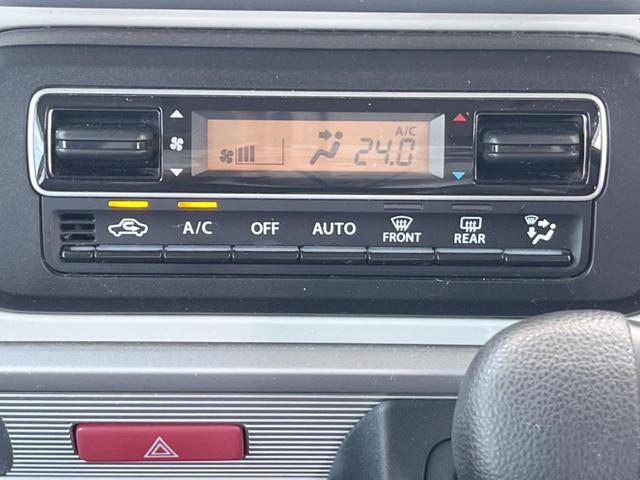 A/C
24.0
A/C OFF AUTO FRONT REAR